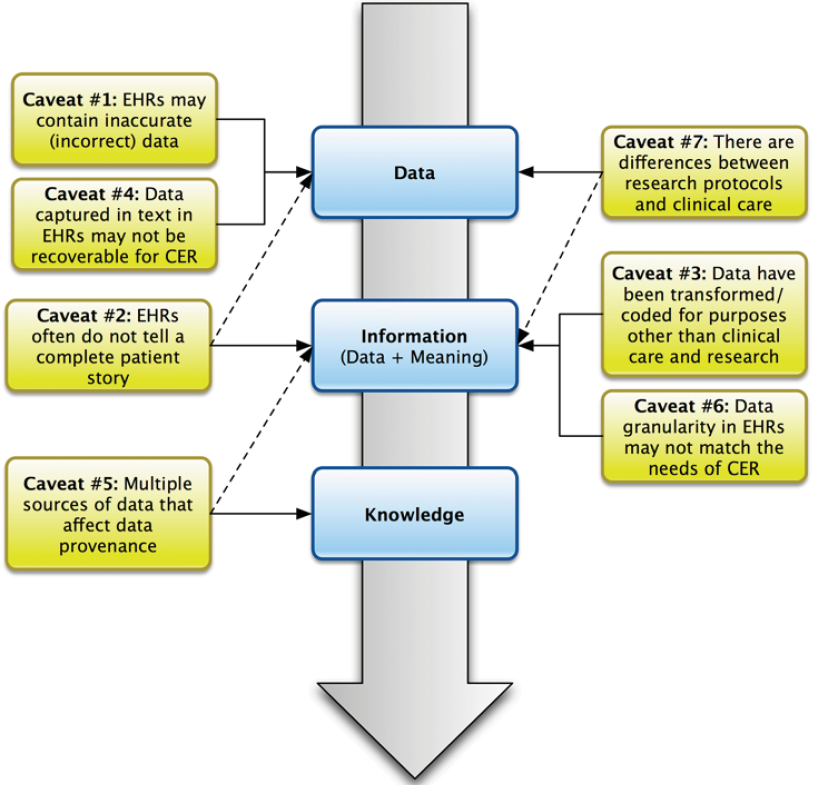 Caveat #1: EHRs may
contain inaccurate
(incorrect) data
Caveat #4: Data
captured in text in
EHRs may not be
recoverable for CER
Caveat #2: EHRs
often do not tell a
complete patient
story
Caveat #5: Multiple
sources of data that
affect data
provenance
Data
Information
(Data + Meaning)
Knowledge
Caveat #7: There are
differences between
research protocols
and clinical care
Caveat #3: Data have
been transformed/
coded for purposes
other than clinical
care and research
Caveat #6: Data
granularity in EHRs
may not match the
needs of CER